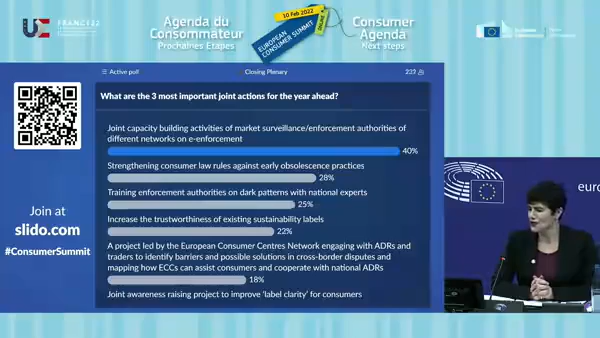 FRANCE22
Agenda du
Consommateur
Prochaines Etapes
10 Feb 2022
EUROPEAN
CONSUMER SUMMIT
ONLINE
Consumer
Agenda
Next steps
Active poll
Closing Plenary
223
What are the 3 most important joint actions for the year ahead?
Joint capacity building activities of market surveillance/enforcement authorities of
different networks on e-enforcement
40%
Strengthening consumer law rules against early obsolescence practices
28%
Training enforcement authorities on dark patterns with national experts
25%
Increase the trustworthiness of existing sustainability labels
22%
A project led by the European Consumer Centres Network engaging with ADRs and
traders to identify barriers and possible solutions in cross-border disputes and
mapping how ECCs can assist consumers and cooperate with national ADRs
18%
Joint awareness raising project to improve 'label clarity' for consumers
Join at
slido.com
#ConsumerSummit
euro